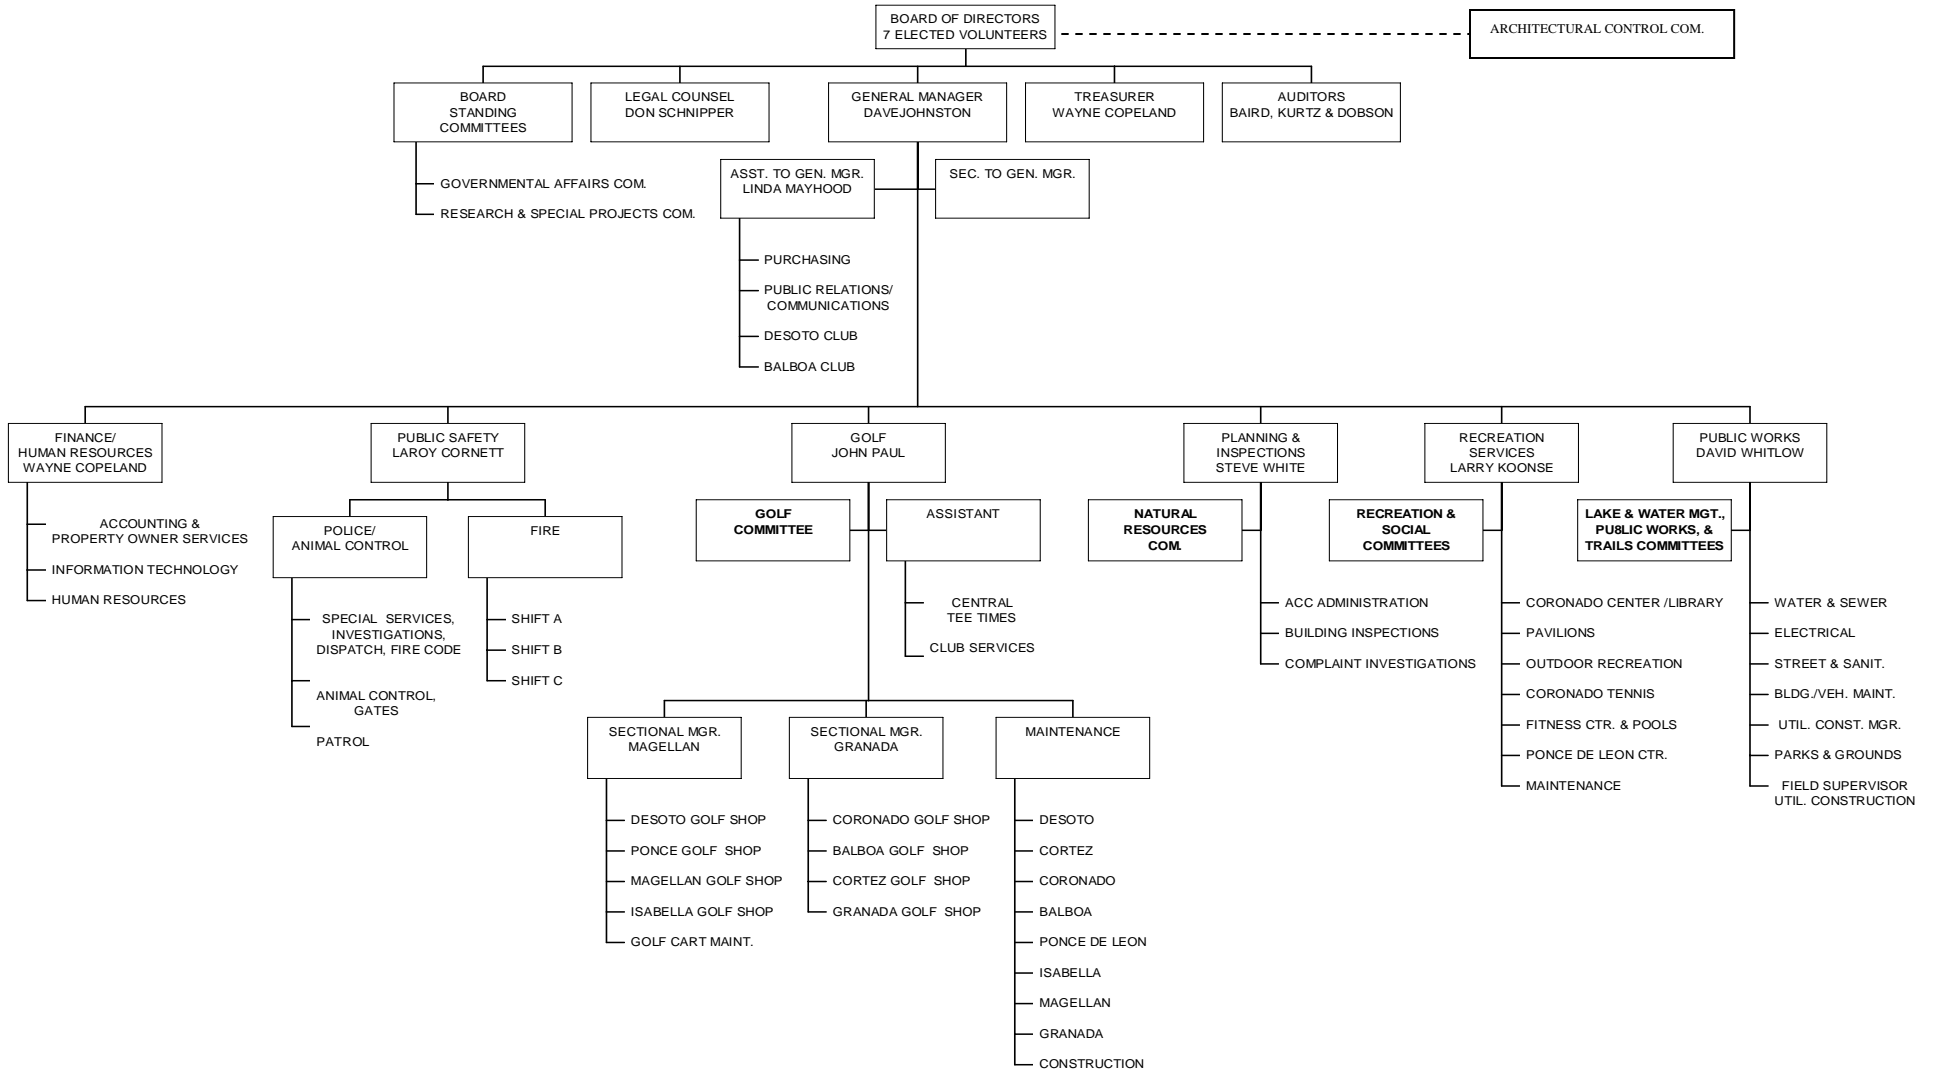 BOARD OF DIRECTORS
7 ELECTED VOLUNTEERS
ARCHITECTURAL CONTROL COM.
BOARD
STANDING
COMMITTEES
LEGAL COUNSEL
DON SCHNIPPER
GENERAL MANAGER
DAVEJOHNSTON
TREASURER
WAYNE COPELAND
AUDITORS
BAIRD, KURTZ & DOBSON
GOVERNMENTAL AFFAIRS COM.
RESEARCH & SPECIAL PROJECTS COM.
ASST. TO GEN. MGR.
LINDA MAYHOOD
SEC. TO GEN. MGR.
PURCHASING
PUBLIC RELATIONS/
COMMUNICATIONS
DESOTO CLUB
BALBOA CLUB
FINANCE/
HUMAN RESOURCES
WAYNE COPELAND
ACCOUNTING &
PROPERTY OWNER SERVICES
INFORMATION TECHNOLOGY
HUMAN RESOURCES
PUBLIC SAFETY
LAROY CORNETT
POLICE/
ANIMAL CONTROL
SPECIAL SERVICES,
INVESTIGATIONS,
DISPATCH, FIRE CODE
ANIMAL CONTROL,
GATES
PATROL
FIRE
SHIFT A
SHIFT B
SHIFT C
GOLF
JOHN PAUL
GOLF
COMMITTEE
ASSISTANT
CENTRAL
TEE TIMES
CLUB SERVICES
SECTIONAL MGR.
MAGELLAN
DESOTO GOLF SHOP
PONCE GOLF SHOP
MAGELLAN GOLF SHOP
ISABELLA GOLF SHOP
GOLF CART MAINT.
SECTIONAL MGR.
GRANADA
CORONADO GOLF SHOP
BALBOA GOLF SHOP
CORTEZ GOLF SHOP
GRANADA GOLF SHOP
MAINTENANCE
DESOTO
CORTEZ
CORONADO
BALBOA
PONCE DE LEON
ISABELLA
MAGELLAN
GRANADA
CONSTRUCTION
PLANNING &
INSPECTIONS
STEVE WHITE
NATURAL
RESOURCES
COM.
ACC ADMINISTRATION
BUILDING INSPECTIONS
COMPLAINT INVESTIGATIONS
RECREATION
SERVICES
LARRY KOONSE
RECREATION &
SOCIAL
COMMITTEES
CORONADO CENTER /LIBRARY
PAVILIONS
OUTDOOR RECREATION
CORONADO TENNIS
FITNESS CTR. & POOLS
PONCE DE LEON CTR.
MAINTENANCE
PUBLIC WORKS
DAVID WHITLOW
LAKE & WATER MGT.,
PU8LIC WORKS, &
TRAILS COMMITTEES
WATER & SEWER
ELECTRICAL
STREET & SANIT.
BLDG./VEH. MAINT.
UTIL. CONST. MGR.
PARKS & GROUNDS
FIELD SUPERVISOR
UTIL. CONSTRUCTION